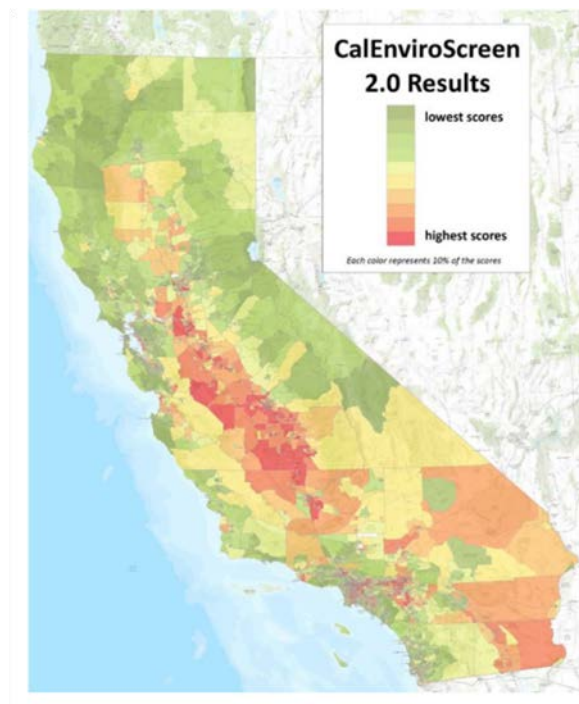 CalEnviroScreen
2.0 Results
lowest scores
highest scores
Each color represents 10% of the scores